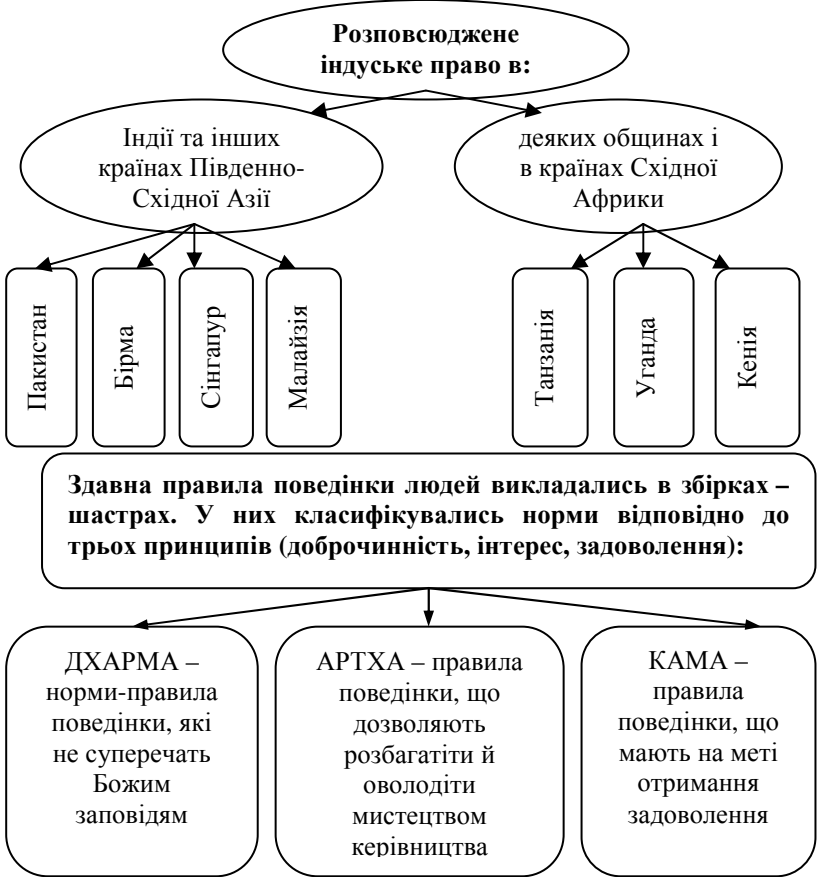 Розповсюджене
індуське право в:
Індії та інших
країнах Південно-
Східної Азії
деяких общинах і
в країнах Східної
Африки
Пакистан
Бірма
Сінгапур
Малайзія
Танзанія
Уганда
Кенія
Здавна правила поведінки людей викладались в збірках –
шастрах. У них класифікувались норми відповідно до
трьох принципів (доброчинність, інтерес, задоволення):
ДХАРМА –
норми-правила
поведінки, які
не суперечать
Божим
заповідям
АРТХА – правила
поведінки, що
дозволяють
розбагатіти й
оволодіти
мистецтвом
керівництва
КАМА –
правила
поведінки, що
мають на меті
отримання
задоволення